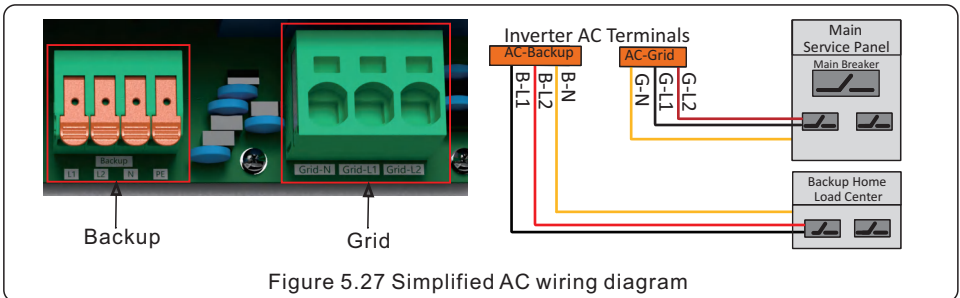 Backup
L1 L2 N PE
Grid-N Grid-L1 Grid-L2
Backup
Grid
Inverter AC Terminals
AC-Backup
AC-Grid
B-L1
B-L2
B-N
G-N
G-L1
G-L2
Main
Service Panel
Main Breaker
Backup Home
Load Center
Figure 5.27 Simplified AC wiring diagram